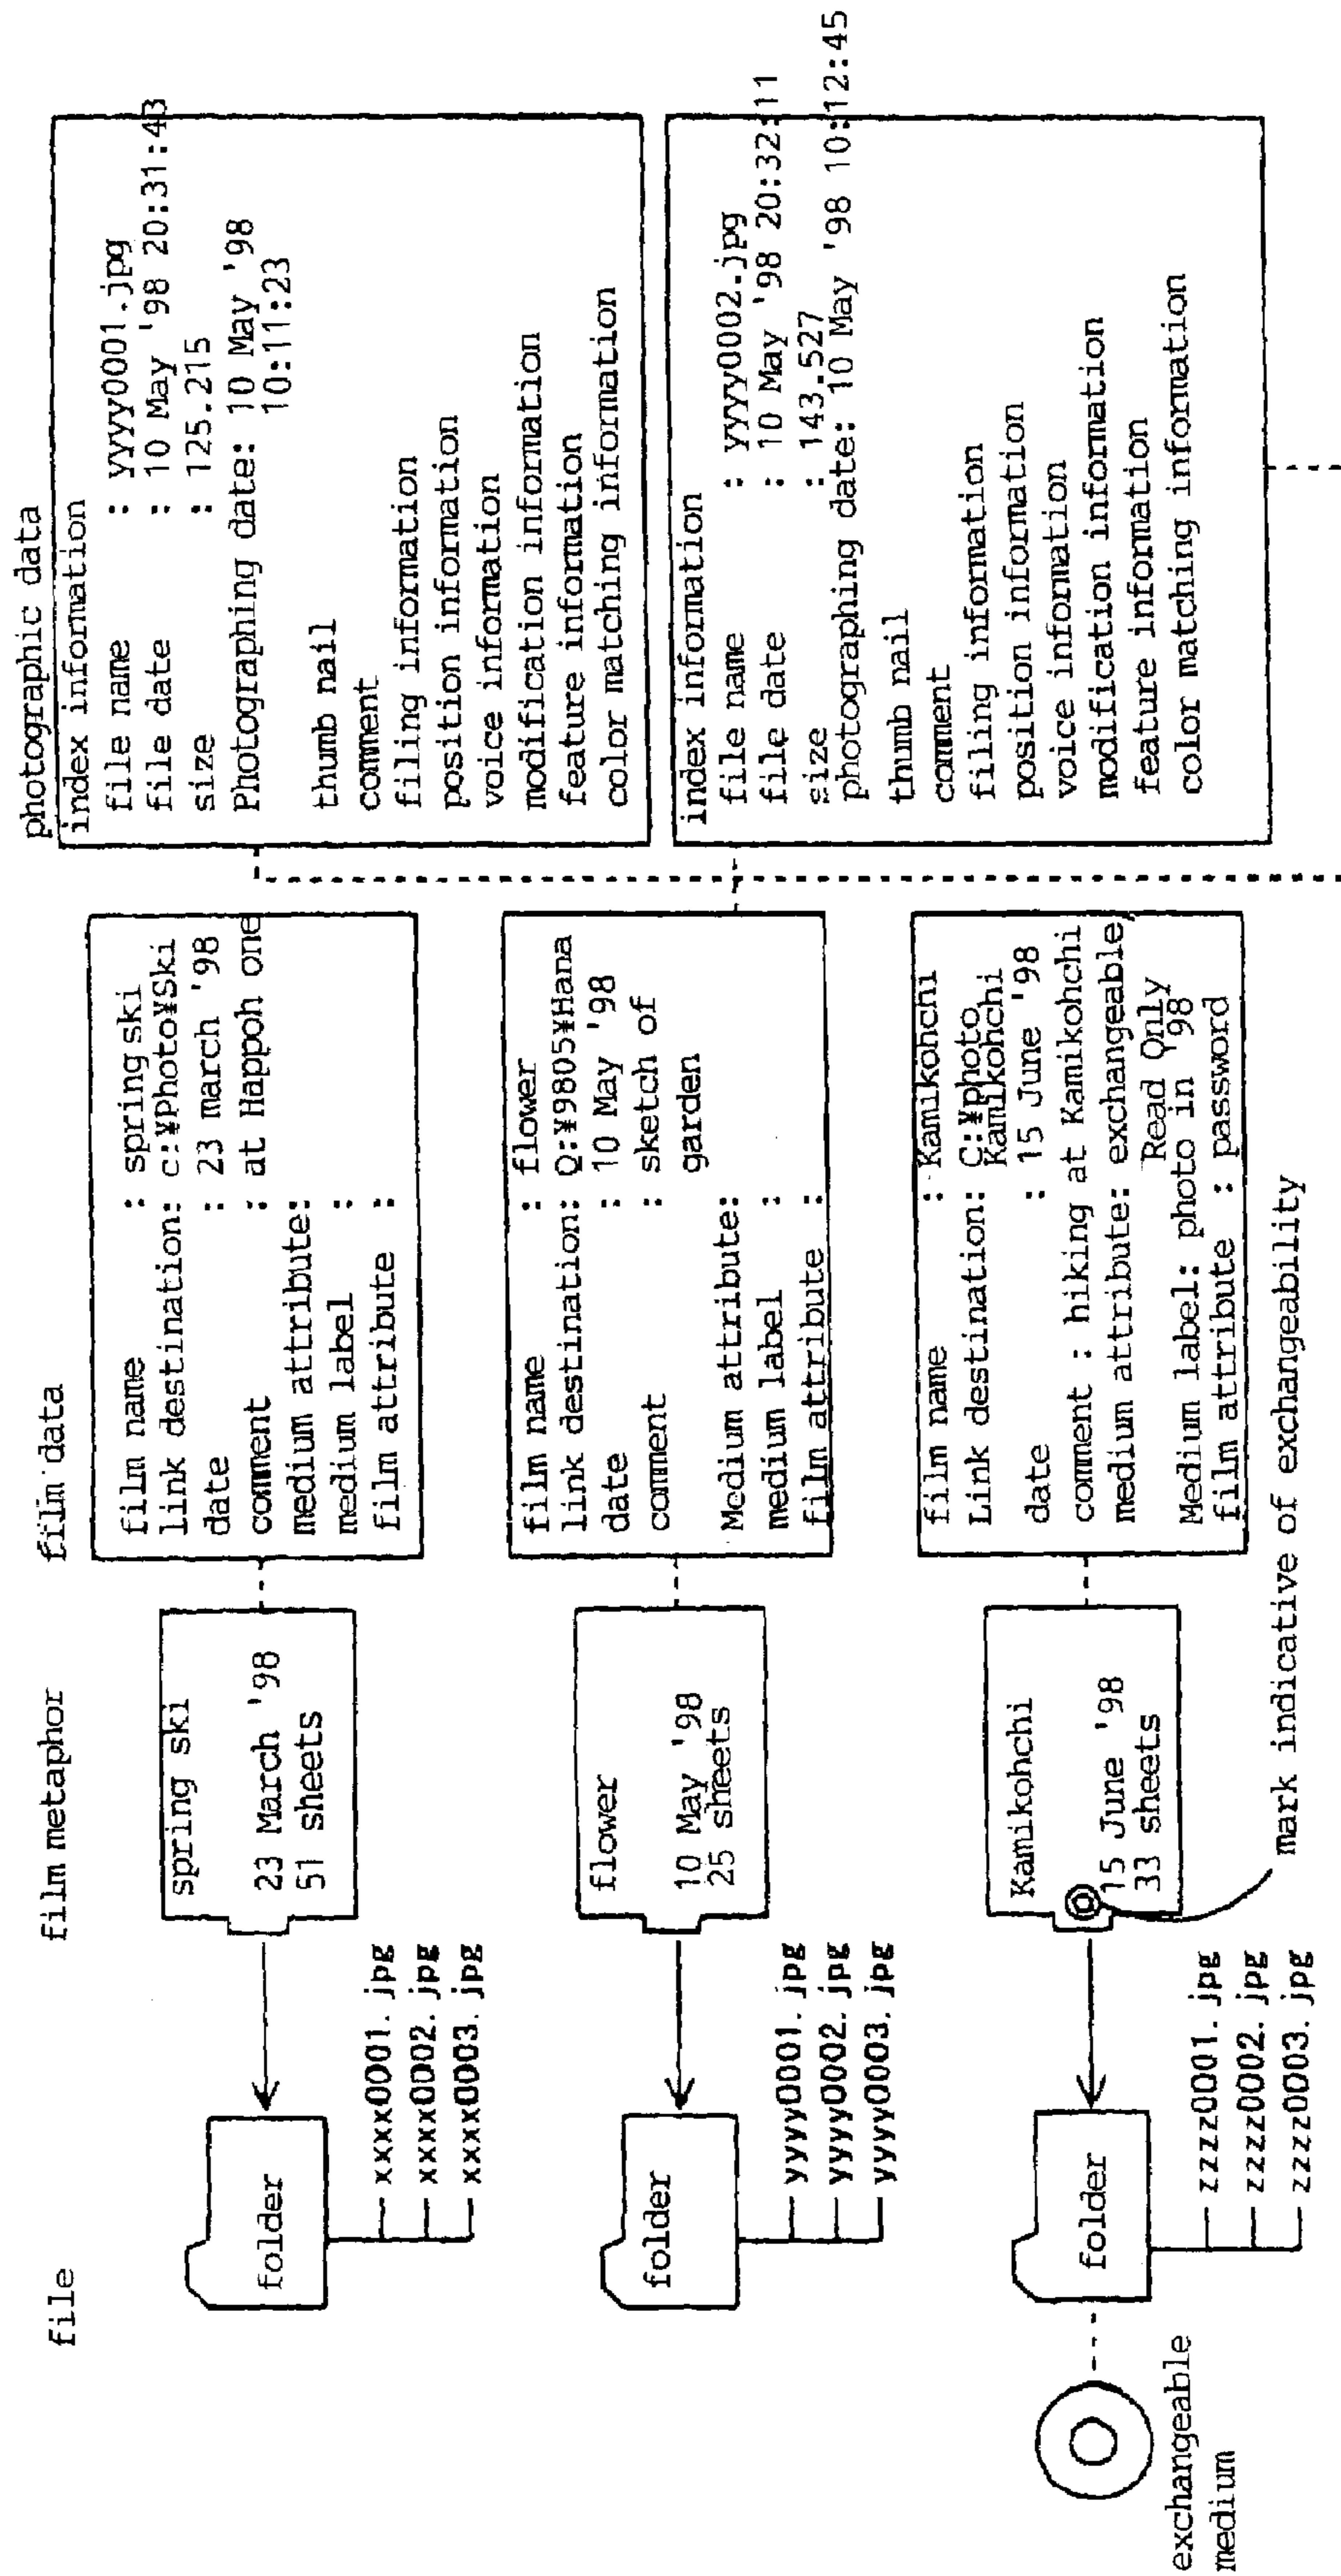 file
film metaphor
film data
photographic data
folder
xxxx0001.jpg
xxxx0002.jpg
xxxx0003.jpg
spring ski
23 March '98
51 sheets
film name : spring ski
link destination: c:¥Photo¥Ski
date : 23 march '98
comment : at Happoh one
medium attribute:
medium label :
film attribute :
index information
file name : yyyy0001.jpg
file date : 10 May '98 20:31:43
size : 125.215
Photographing date: 10 May '98
10:11:23
thumb nail
comment
filing information
position information
voice information
modification information
feature information
color matching information
folder
yyyy0001.jpg
yyyy0002.jpg
yyyy0003.jpg
flower
10 May '98
25 sheets
film name : flower
link destination: Q:¥9805¥Hana
date : 10 May '98
comment : sketch of
garden
Medium attribute:
medium label :
film attribute :
index information
file name : yyyy0002.jpg
file date : 10 May '98 20:32:11
size : 143.527
photographing date: 10 May '98 10:12:45
thumb nail
comment
filing information
position information
voice information
modification information
feature information
color matching information
exchangeable
medium
folder
zzzz0001.jpg
zzzz0002.jpg
zzzz0003.jpg
Kamikohchi
15 June '98
33 sheets
mark indicative of exchangeability
film name : Kamikohchi
Link destination: C:¥photo
Kamikohchi
date : 15 June '98
comment : hiking at Kamikohchi
medium attribute: exchangeable,
Read Only
Medium label: photo in '98
film attribute : password